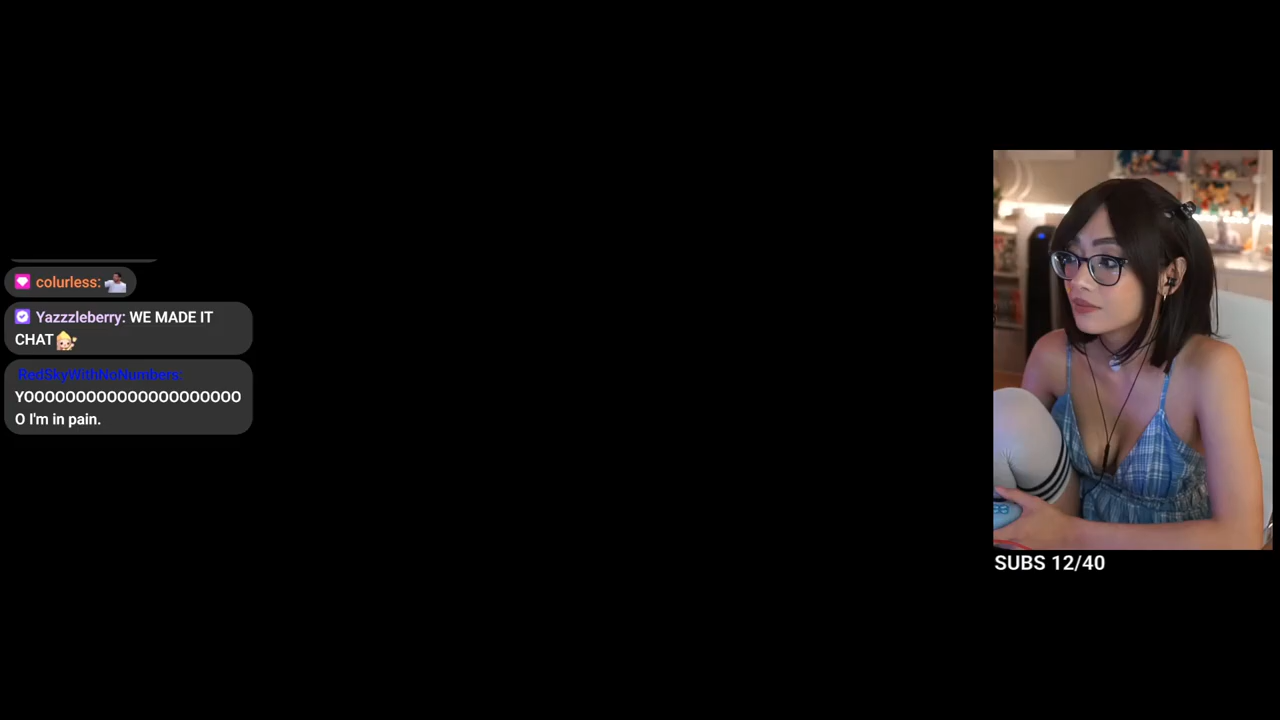 colurless:
Yazzzleberry: WE MADE IT
CHAT
RedSkyWithNoNumbers:
YOOOOOOOOOOOOOOOOOOOOO
O I'm in pain.
SUBS 12/40